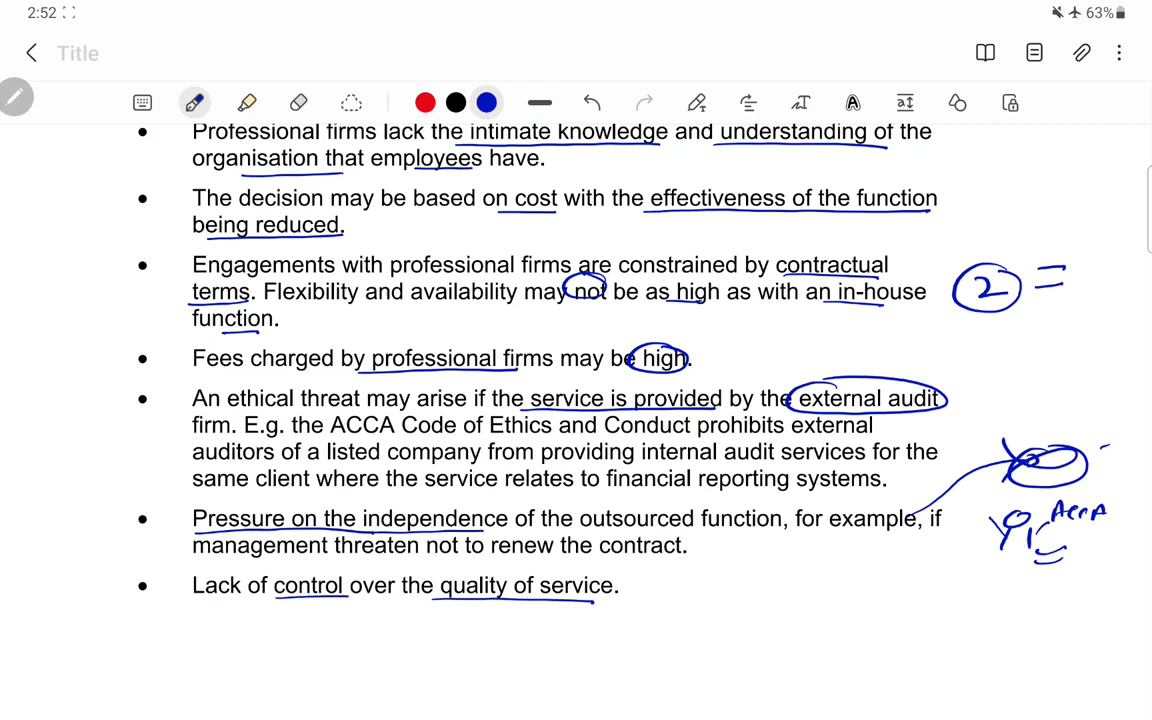 2:52
63%
Title
• Professional firms lack the intimate knowledge and understanding of the
organisation that employees have.
• The decision may be based on cost with the effectiveness of the function
being reduced.
• Engagements with professional firms are constrained by contractual
terms. Flexibility and availability may not be as high as with an in-house
function.
2 =
• Fees charged by professional firms may be high.
• An ethical threat may arise if the service is provided by the external audit
firm. E.g. the ACCA Code of Ethics and Conduct prohibits external
auditors of a listed company from providing internal audit services for the
same client where the service relates to financial reporting systems.
• Pressure on the independence of the outsourced function, for example, if
management threaten not to renew the contract.
ACCA
• Lack of control over the quality of service.